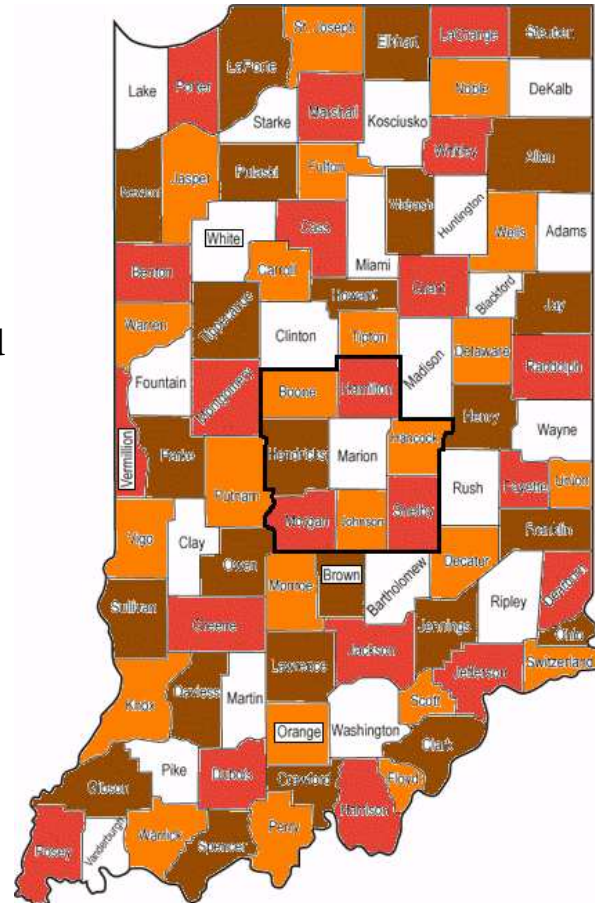 St. Joseph
Elkhart
LaGrange
Steuben
LaPorte
Lake
Porter
Noble
DeKalb
Marshall
Starke
Kosciusko
Whitley
Allen
Newton
Jasper
Pulaski
Fulton
Wabash
Huntington
Wells
Adams
White
Cass
Miami
Benton
Carroll
Howard
Grant
Blackford
Jay
Tippecanoe
Warren
Clinton
Tipton
Madison
Delaware
Randolph
Fountain
Montgomery
Boone
Hamilton
Henry
Wayne
Vermillion
Parke
Hendricks
Marion
Hancock
Putnam
Rush
Fayette
Union
Morgan
Johnson
Shelby
Vigo
Clay
Owen
Franklin
Monroe
Brown
Bartholomew
Decatur
Dearborn
Sullivan
Ripley
Greene
Jennings
Ohio
Jackson
Switzerland
Lawrence
Jefferson
Knox
Daviess
Martin
Scott
Orange
Washington
Clark
Pike
Dubois
Gibson
Crawford
Floyd
Harrison
Posey
Vanderburgh
Warrick
Perry
Spencer